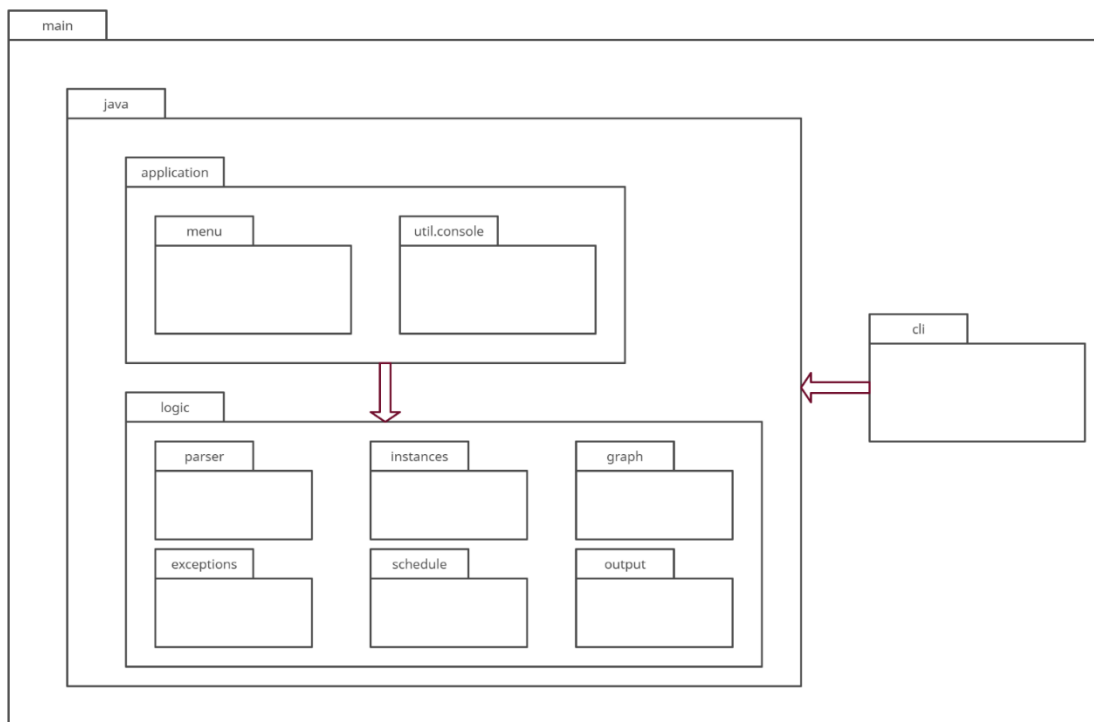 main
java
application
menu
util.console
cli
logic
parser
instances
graph
exceptions
schedule
output